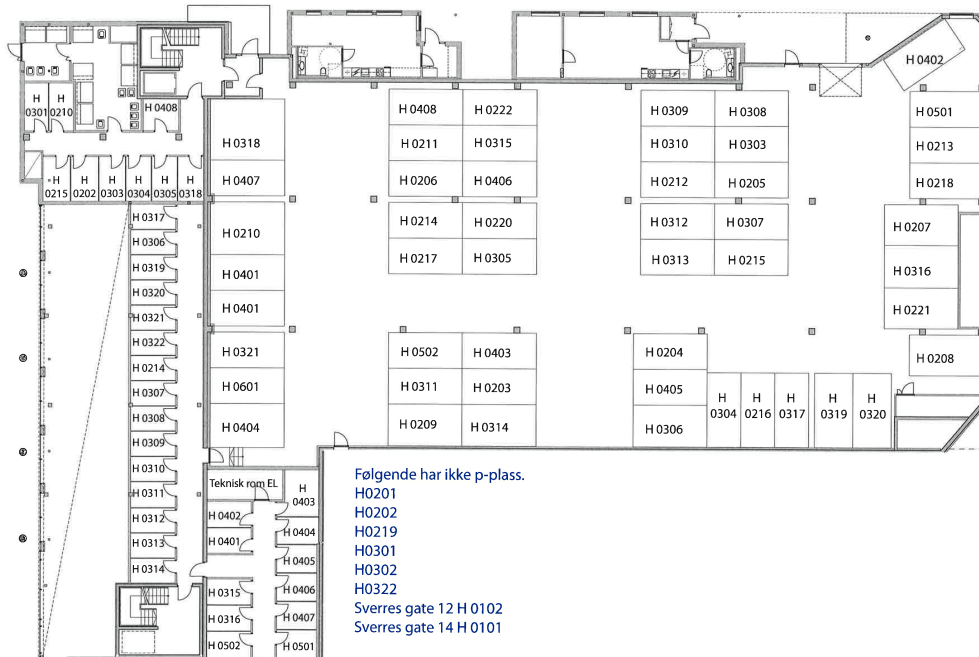 H 0402
H 0301
H 0210
H 0408
H 0318
H 0407
H 0408
H 0222
H 0211
H 0315
H 0206
H 0406
H 0309
H 0308
H 0310
H 0303
H 0212
H 0205
H 0501
H 0213
H 0218
H 0215
H 0202
H 0303
H 0304
H 0305
H 0318
H 0317
H 0306
H 0319
H 0320
H 0321
H 0322
H 0214
H 0307
H 0308
H 0309
H 0310
H 0311
H 0312
H 0313
H 0314
H 0210
H 0401
H 0401
H 0214
H 0220
H 0217
H 0305
H 0312
H 0307
H 0313
H 0215
H 0207
H 0316
H 0221
H 0321
H 0601
H 0404
H 0502
H 0403
H 0311
H 0203
H 0209
H 0314
H 0204
H 0405
H 0306
H 0304
H 0216
H 0317
H 0319
H 0320
H 0208
Teknisk rom EL
H 0403
H 0402
H 0404
H 0401
H 0405
H 0315
H 0406
H 0316
H 0407
H 0502
H 0501
Følgende har ikke p-plass.
H0201
H0202
H0219
H0301
H0302
H0322
Sverres gate 12 H 0102
Sverres gate 14 H 0101